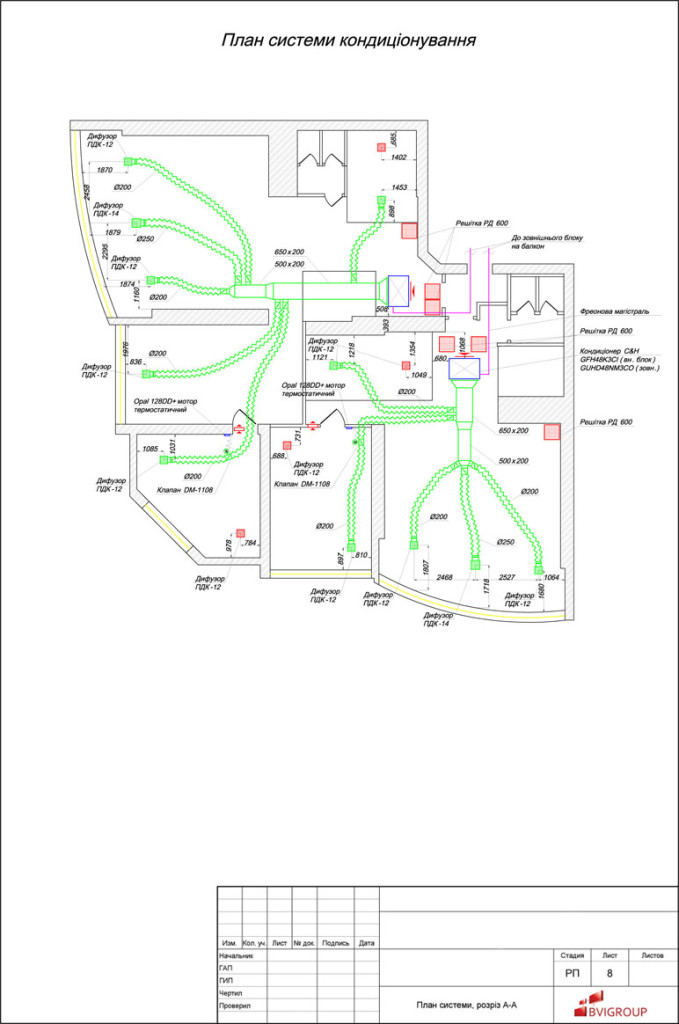 План системи кондиціонування
Дифузор
ПДК-12
1870
Ø200
2458
Дифузор
ПДК-14
1879
Ø250
2295
Дифузор
ПДК-12
1874
1160
Ø200
685
1402
1453
898
Решітка РД 600
До зовнішнього блоку
на балкон
650 x 200
500 x 200
508
393
Фреонова магістраль
Решітка РД 600
Кондиціонер C&H
GFH48K3CI ( вн. блок )
GUHD48NM3CO ( зовн. )
Решітка РД 600
1976
Ø200
836
Дифузор
ПДК-12
Дифузор
ПДК-12
1121
1218
1354
1049
Ø200
680
1068
Opal 128DD+ мотор
термостатичний
Opal 128DD+ мотор
термостатичний
650 x 200
500 x 200
1085
1031
Ø200
Дифузор
ПДК-12
Клапан DM-1108
731
688
Дифузор
ПДК-12
Клапан DM-1108
Ø200
Ø200
Ø200
Ø250
978
784
897
810
1807
2468
1718
2527
1064
1680
Дифузор
ПДК-12
Дифузор
ПДК-12
Дифузор
ПДК-12
Дифузор
ПДК-14
Дифузор
ПДК-12
Изм. Кол. уч. Лист № док. Подпись Дата
Начальник
ГАП
ГИП
Чертил
Проверил
Стадия Лист Листов
РП 8
План системи, розріз А-А
BVIGROUP